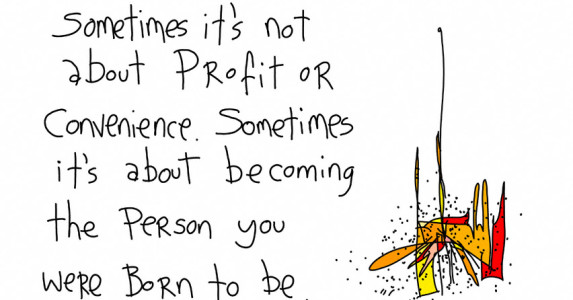 Sometimes it's not
about PRofit oR
Convenience. Sometimes
it's about becoming
the PeRson you
weRe BoRn to be.